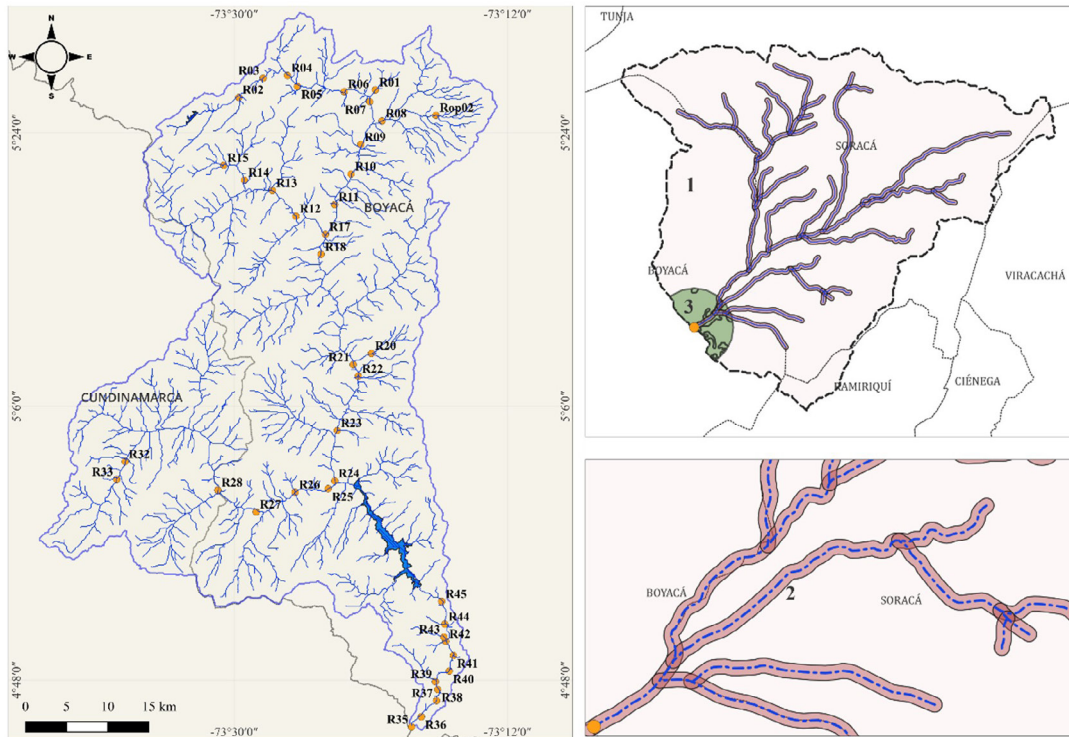 -73°30'0"
-73°12'0"
N
W
E
S
R03
R04
R02
R05
R06
R01
R07
R08
Rop02
5°24'0"
5°24'0"
R09
R15
R10
R14
R13
R11
BOYACÁ
R12
R17
R18
R20
R21
R22
CUNDINAMARCA
5°6'0"
5°6'0"
R23
R32
R33
R24
R28
R26
R25
R27
R45
R44
R43
R42
R41
R39
R40
R37
R38
4°48'0"
4°48'0"
R35
R36
0
5
10
15 km
-73°30'0"
-73°12'0"
TUNJA
SORACÁ
1
BOYACÁ
VIRACACHÁ
3
RAMIRIQUÍ
CIÉNEGA
BOYACÁ
2
SORACÁ